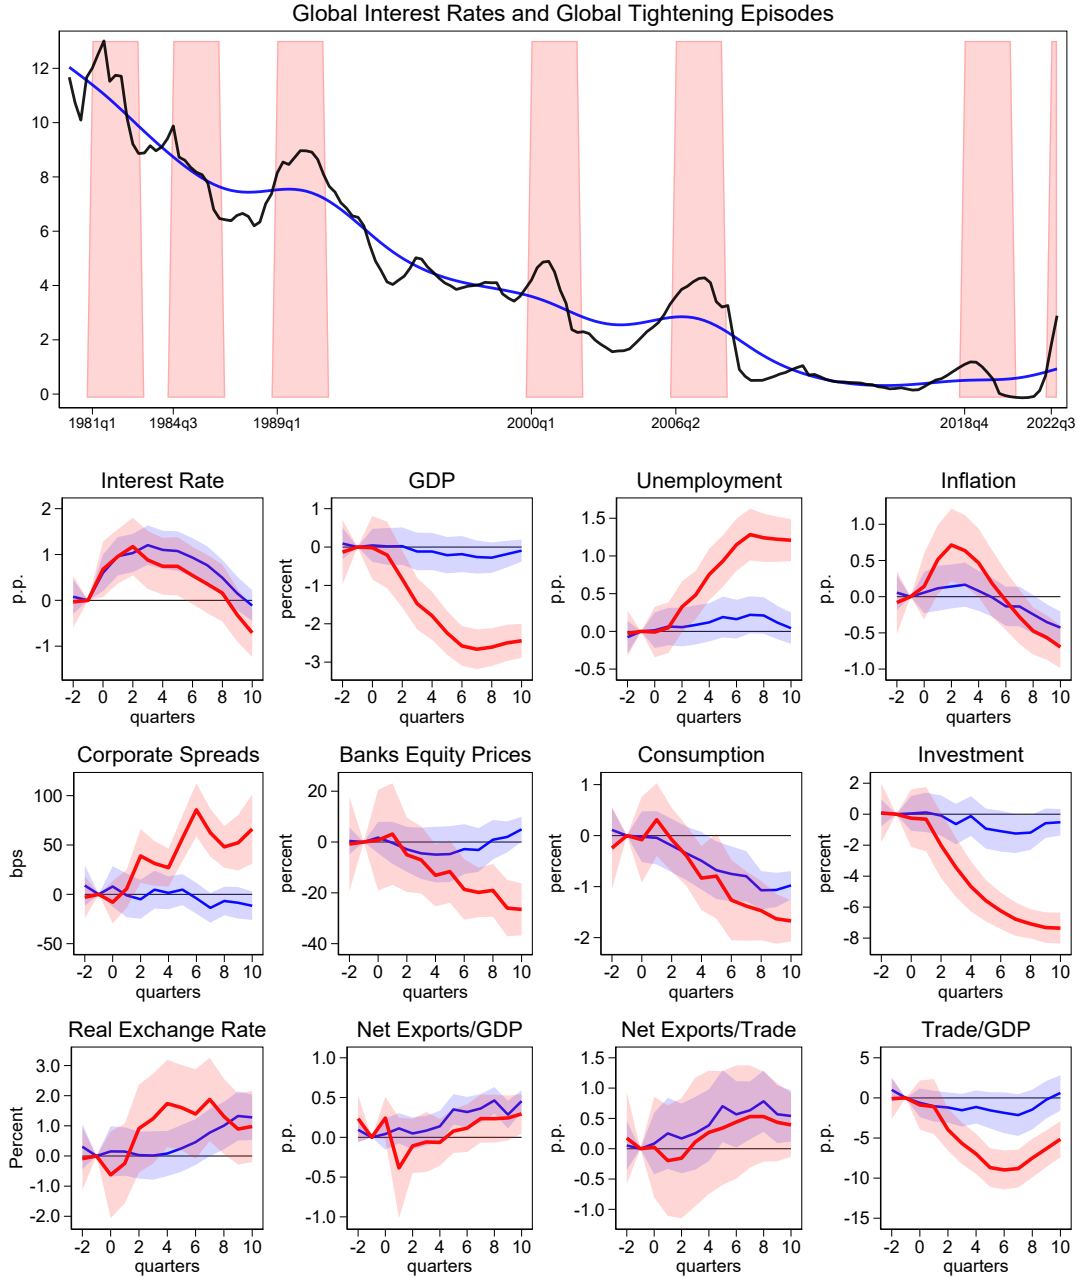 Global Interest Rates and Global Tightening Episodes
12
10
8
6
4
2
0
1981q1 1984q3 1989q1 2000q1 2006q2 2018q4 2022q3
Interest Rate GDP Unemployment Inflation
p.p.
2
1
0
-1
-2 0 2 4 6 8 10
quarters
percent
1
0
-1
-2
-3
-2 0 2 4 6 8 10
quarters
p.p.
1.5
1.0
0.5
0.0
-0.5
-2 0 2 4 6 8 10
quarters
p.p.
1.0
0.5
0.0
-0.5
-1.0
-2 0 2 4 6 8 10
quarters
Corporate Spreads Banks Equity Prices Consumption Investment
bps
100
50
0
-50
-2 0 2 4 6 8 10
quarters
percent
20
0
-20
-40
-2 0 2 4 6 8 10
quarters
percent
1
0
-1
-2
-2 0 2 4 6 8 10
quarters
percent
2
0
-2
-4
-6
-8
-2 0 2 4 6 8 10
quarters
Real Exchange Rate Net Exports/GDP Net Exports/Trade Trade/GDP
Percent
3.0
2.0
1.0
0.0
-1.0
-2.0
-2 0 2 4 6 8 10
quarters
p.p.
1.0
0.5
0.0
-0.5
-1.0
-2 0 2 4 6 8 10
quarters
p.p.
1.5
1.0
0.5
0.0
-0.5
-1.0
-2 0 2 4 6 8 10
quarters
p.p.
5
0
-5
-10
-15
-2 0 2 4 6 8 10
quarters